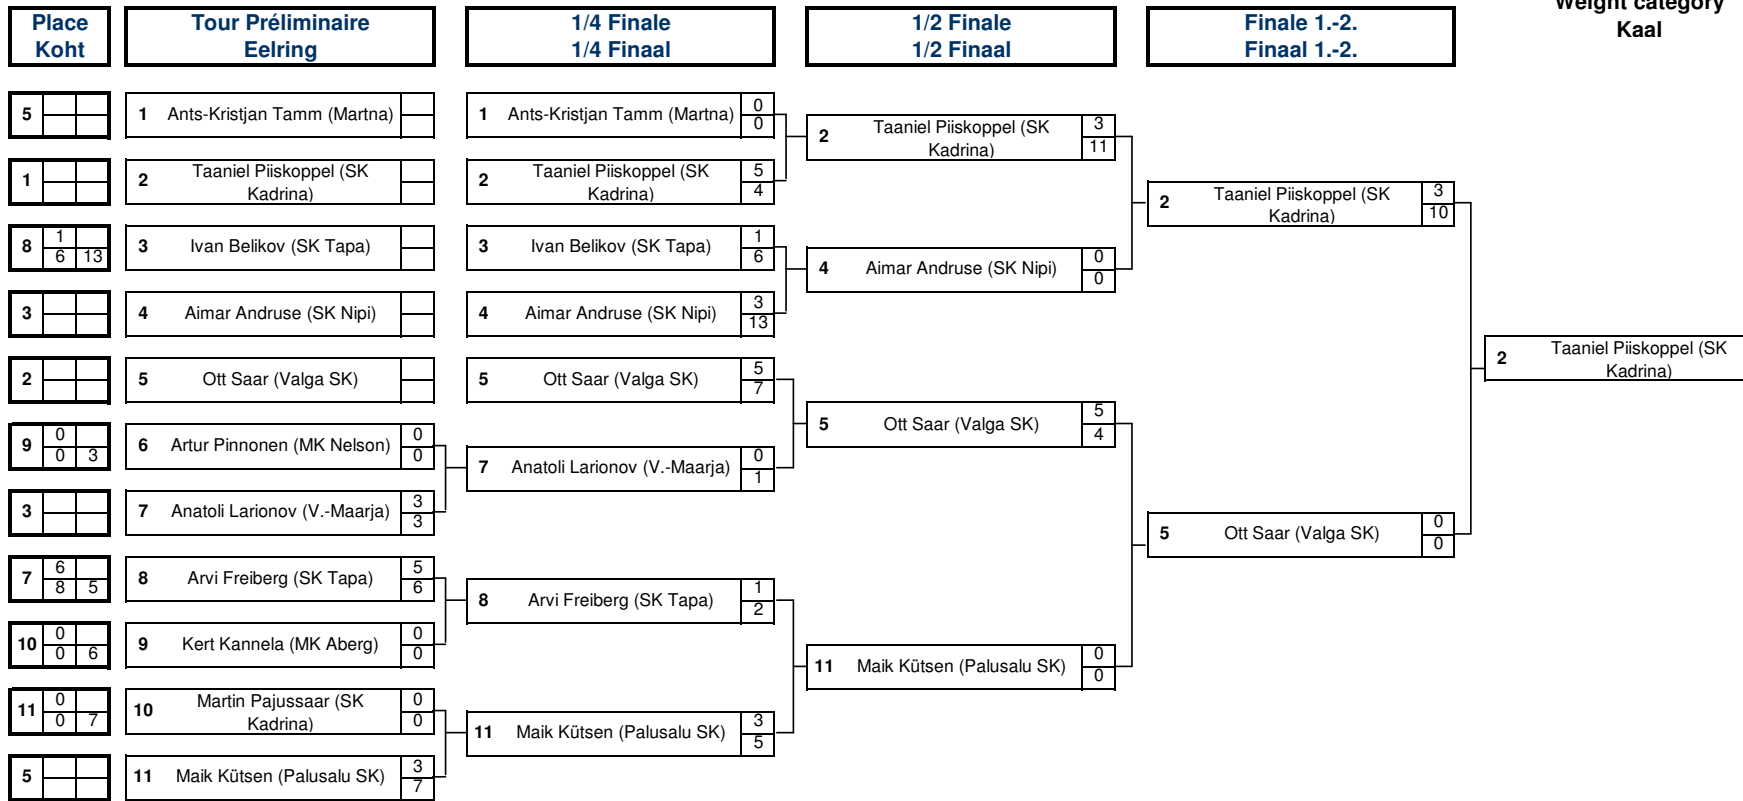 Weight category
Kaal
Place
Koht
Tour Préliminaire
Eelring
1/4 Finale
1/4 Finaal
1/2 Finale
1/2 Finaal
Finale 1.-2.
Finaal 1.-2.
5
1 Ants-Kristjan Tamm (Martna)
1
2 Taaniel Piiskoppel (SK
Kadrina)
8 1
6 13
3 Ivan Belikov (SK Tapa)
3
4 Aimar Andruse (SK Nipi)
2
5 Ott Saar (Valga SK)
9 0
0 3
6 Artur Pinnonen (MK Nelson) 0
0
3
7 Anatoli Larionov (V.-Maarja) 3
3
7 6
8 5
8 Arvi Freiberg (SK Tapa) 5
6
10 0
0 6
9 Kert Kannela (MK Aberg) 0
0
11 0
0 7
10 Martin Pajussaar (SK
Kadrina) 0
0
5
11 Maik Kütsen (Palusalu SK) 3
7
1 Ants-Kristjan Tamm (Martna) 0
0
2 Taaniel Piiskoppel (SK
Kadrina) 5
4
3 Ivan Belikov (SK Tapa) 1
6
4 Aimar Andruse (SK Nipi) 3
13
5 Ott Saar (Valga SK) 5
7
7 Anatoli Larionov (V.-Maarja) 0
1
8 Arvi Freiberg (SK Tapa) 1
2
11 Maik Kütsen (Palusalu SK) 3
5
2 Taaniel Piiskoppel (SK
Kadrina) 3
11
4 Aimar Andruse (SK Nipi) 0
0
5 Ott Saar (Valga SK) 5
4
11 Maik Kütsen (Palusalu SK) 0
0
2 Taaniel Piiskoppel (SK
Kadrina) 3
10
5 Ott Saar (Valga SK) 0
0
2 Taaniel Piiskoppel (SK
Kadrina)